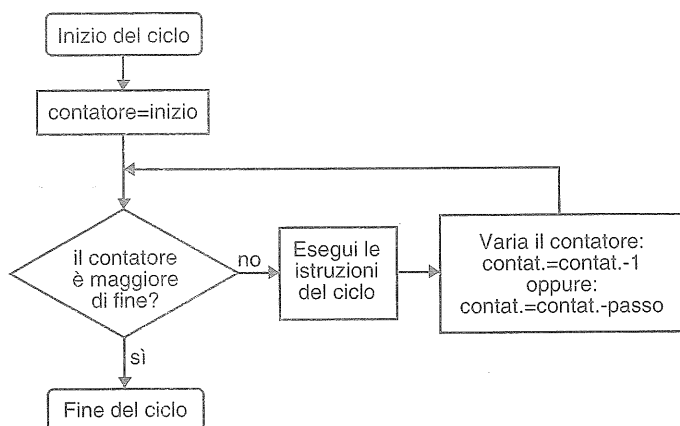 Inizio del ciclo
contatore=inizio
il contatore
è maggiore
di fine?
no
Esegui le
istruzioni
del ciclo
Varia il contatore:
contat.=contat.-1
oppure:
contat.=contat.-passo
sì
Fine del ciclo